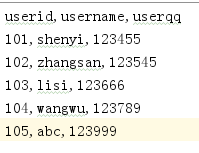 userid,username,userqq
101,shenyi,123455
102,zhangsan,123545
103,lisi,123666
104,wangwu,123789
105,abc,123999